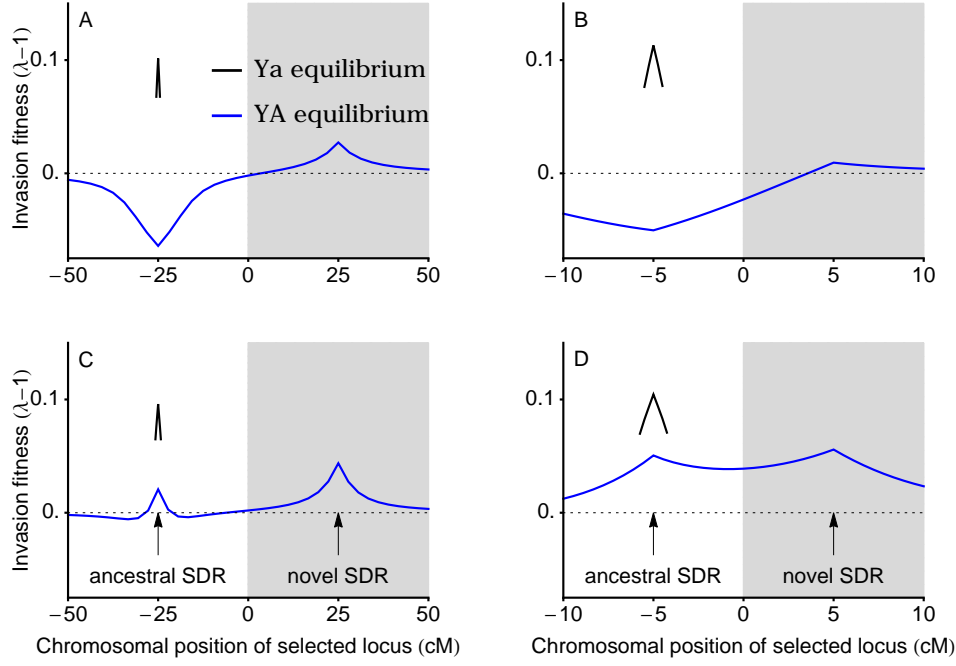 A
B
0.1
0.1
Ya equilibrium
YA equilibrium
Invasion fitness (λ−1)
0.
0.
−50
−25
0
25
50
−10
−5
0
5
10
C
D
0.1
0.1
Invasion fitness (λ−1)
0.
0.
ancestral SDR
novel SDR
ancestral SDR
novel SDR
−50
−25
0
25
50
−10
−5
0
5
10
Chromosomal position of selected locus (cM)
Chromosomal position of selected locus (cM)